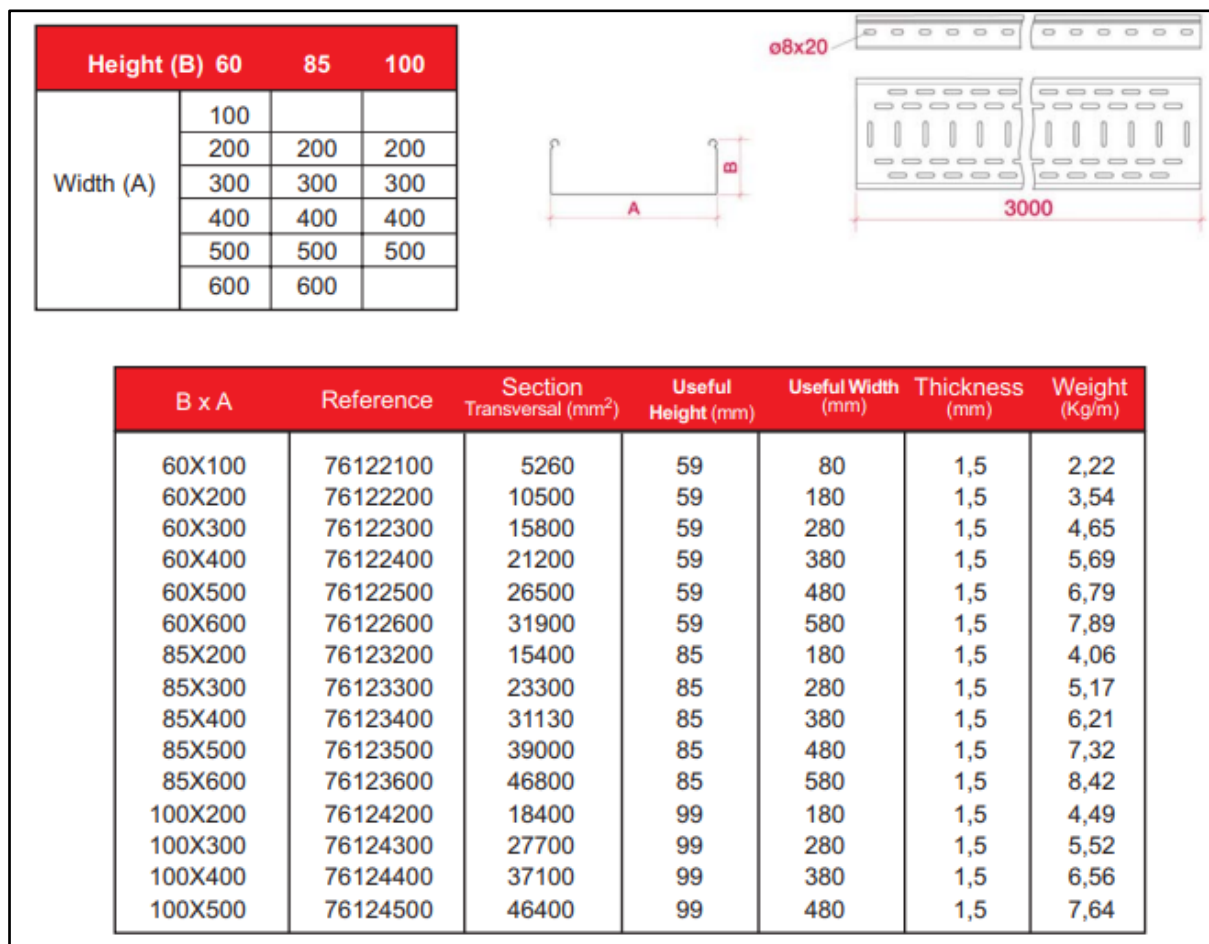 Height (B) 60 85 100
100
200 200 200
Width (A) 300 300 300
400 400 400
500 500 500
600 600
ø8x20
B
A
3000
B x A Reference Section Transversal (mm²) Useful Height (mm) Useful Width (mm) Thickness (mm) Weight (Kg/m)
60X100 76122100 5260 59 80 1,5 2,22
60X200 76122200 10500 59 180 1,5 3,54
60X300 76122300 15800 59 280 1,5 4,65
60X400 76122400 21200 59 380 1,5 5,69
60X500 76122500 26500 59 480 1,5 6,79
60X600 76122600 31900 59 580 1,5 7,89
85X200 76123200 15400 85 180 1,5 4,06
85X300 76123300 23300 85 280 1,5 5,17
85X400 76123400 31130 85 380 1,5 6,21
85X500 76123500 39000 85 480 1,5 7,32
85X600 76123600 46800 85 580 1,5 8,42
100X200 76124200 18400 99 180 1,5 4,49
100X300 76124300 27700 99 280 1,5 5,52
100X400 76124400 37100 99 380 1,5 6,56
100X500 76124500 46400 99 480 1,5 7,64